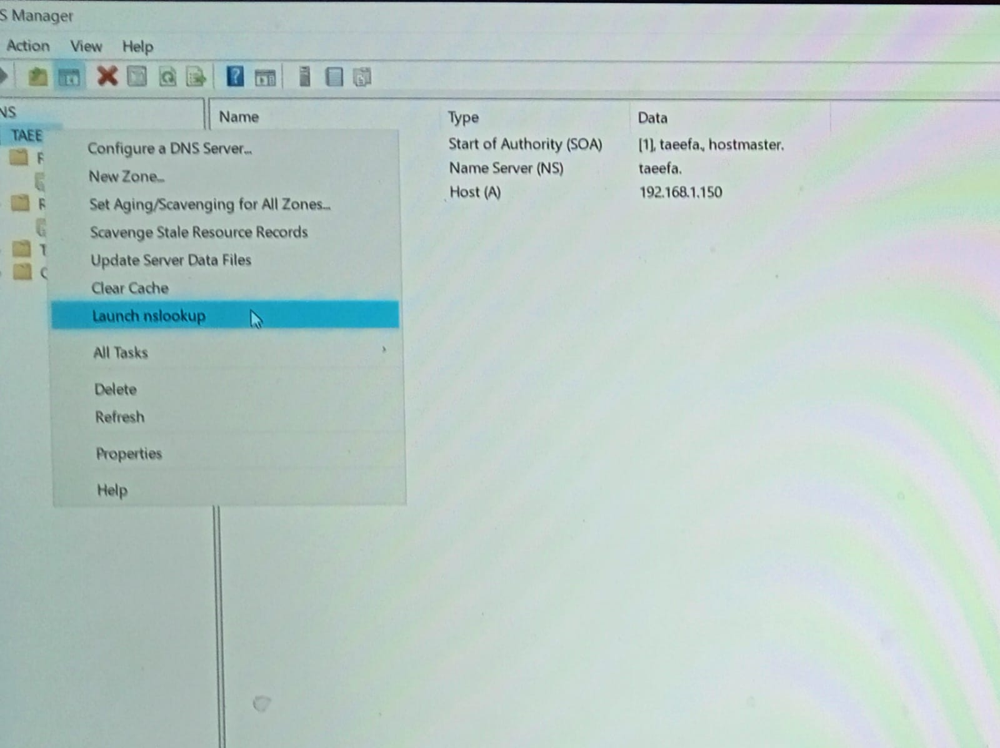 S Manager
Action View Help
NS
Name Type Data
TAEE
Configure a DNS Server...
Start of Authority (SOA) [1], taeefa., hostmaster.
New Zone...
Name Server (NS) taeefa.
Set Aging/Scavenging for All Zones...
Host (A) 192.168.1.150
Scavenge Stale Resource Records
Update Server Data Files
Clear Cache
Launch nslookup
All Tasks
Delete
Refresh
Properties
Help